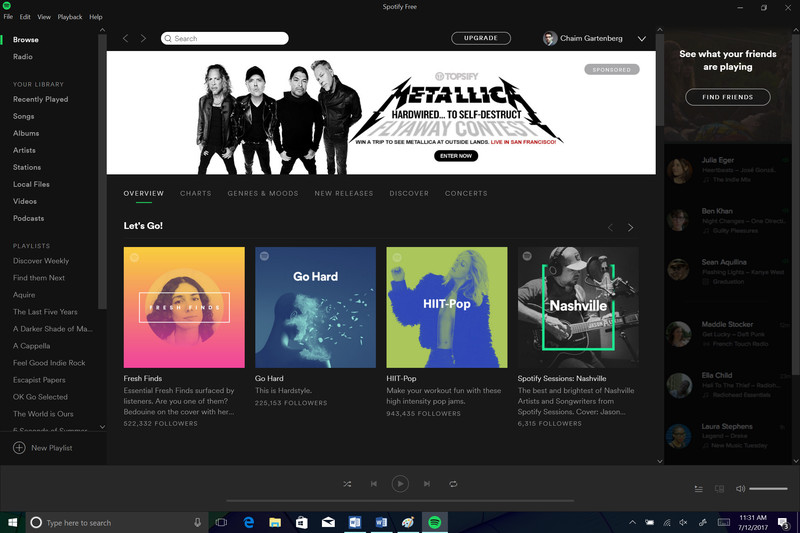 Spotify Free
File Edit View Playback Help
Browse
Radio
YOUR LIBRARY
Recently Played
Songs
Albums
Artists
Stations
Local Files
Videos
Podcasts
PLAYLISTS
Discover Weekly
Find them Next
Aquire
The Last Five Years
A Darker Shade of Ma...
A Cappella
Feel Good Indie Rock
Escapist Papers
OK Go Selected
The World is Ours
5 Seconds of Summer
New Playlist
Search
UPGRADE
Chaim Gartenberg
SPONSORED
TOPSIFY
METALLICA
HARDWIRED... TO SELF-DESTRUCT
FLYAWAY CONTEST
WIN A TRIP TO SEE METALLICA AT OUTSIDE LANDS. LIVE IN SAN FRANCISCO!
ENTER NOW
OVERVIEW CHARTS GENRES & MOODS NEW RELEASES DISCOVER CONCERTS
Let's Go!
FRESH FINDS
Fresh Finds
Essential Fresh Finds surfaced by
listeners. Are you one of them?
Bedouine on the cover with her...
522,332 FOLLOWERS
Go Hard
Go Hard
This is Hardstyle.
225,153 FOLLOWERS
HIIT-Pop
HIIT-Pop
Make your workout fun with these
high intensity pop jams.
943,435 FOLLOWERS
Nashville
Spotify Sessions: Nashville
The best and brightest of Nashville
Artists and Songwriters from
Spotify Sessions. Cover: Jason...
6,315 FOLLOWERS
See what your friends
are playing
FIND FRIENDS
Julia Eger
Heartbeats – José Gonzál...
The Indie Mix
Ben Khan
Night Changes – One Directi...
Guilty Pleasures
Sean Aquilina
Flashing Lights – Kanye West
Graduation
Maddie Stocker
Get Lucky – Daft Punk
French Touch Radio
Ella Child
Hail To The Thief – Radiohe...
Radiohead Essentials
Laura Stephens
Legend – Drake
New Music Tuesday
Type here to search
11:31 AM
7/12/2017
3